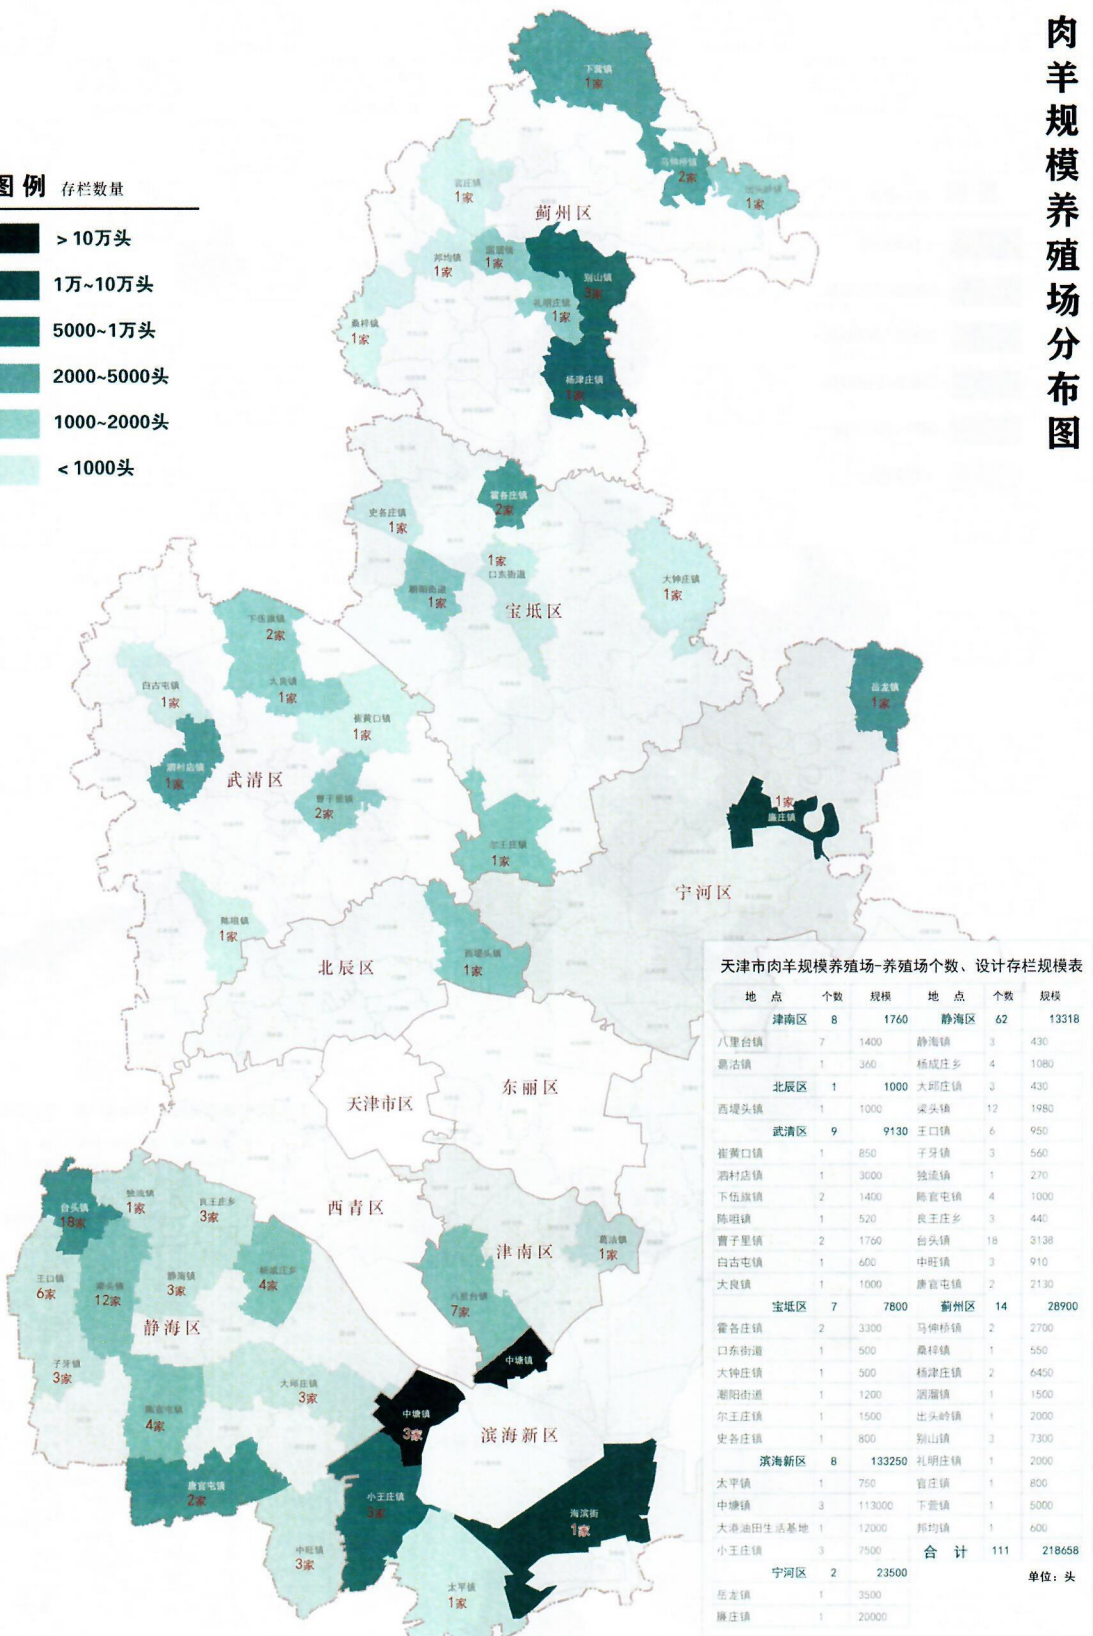 肉羊规模养殖场分布图
图例 存栏数量
> 10万头
1万~10万头
5000~1万头
2000~5000头
1000~2000头
< 1000头
下营镇
1家
马伸桥镇
2家
出头岭镇
1家
官庄镇
1家
蓟州区
邦均镇
1家
洇溜镇
1家
别山镇
3家
礼明庄镇
1家
桑梓镇
1家
杨津庄镇
1家
霍各庄镇
2家
史各庄镇
1家
1家
口东街道
朝阳街道
1家
大钟庄镇
1家
宝坻区
下伍旗镇
2家
大良镇
1家
白古屯镇
1家
崔黄口镇
1家
泗村店镇
1家
武清区
曹子里镇
2家
岳龙镇
1家
1家
廉庄镇
尔王庄镇
1家
宁河区
陈咀镇
1家
北辰区
西堤头镇
1家
东丽区
天津市区
西青区
台头镇
18家
独流镇
1家
良王庄乡
3家
津南区
葛沽镇
1家
王口镇
6家
梁头镇
12家
静海镇
3家
杨成庄乡
4家
八里台镇
7家
静海区
中塘镇
子牙镇
3家
大邱庄镇
3家
陈官屯镇
4家
中塘镇
3家
滨海新区
唐官屯镇
2家
小王庄镇
3家
海滨街
1家
中旺镇
3家
太平镇
1家
天津市肉羊规模养殖场-养殖场个数、设计存栏规模表
地 点 个数 规模 地 点 个数 规模
津南区 8 1760 静海区 62 13318
八里台镇 7 1400 静海镇 3 430
葛沽镇 1 360 杨成庄乡 4 1080
北辰区 1 1000 大邱庄镇 3 430
西堤头镇 1 1000 梁头镇 12 1980
武清区 9 9130 王口镇 6 950
崔黄口镇 1 850 子牙镇 3 560
泗村店镇 1 3000 独流镇 1 270
下伍旗镇 2 1400 陈官屯镇 4 1000
陈咀镇 1 520 良王庄乡 3 440
曹子里镇 2 1760 台头镇 18 3138
白古屯镇 1 600 中旺镇 3 910
大良镇 1 1000 唐官屯镇 2 2130
宝坻区 7 7800 蓟州区 14 28900
霍各庄镇 2 3300 马伸桥镇 2 2700
口东街道 1 500 桑梓镇 1 550
大钟庄镇 1 500 杨津庄镇 2 6450
潮阳街道 1 1200 洇溜镇 1 1500
尔王庄镇 1 1500 出头岭镇 1 2000
史各庄镇 1 800 别山镇 3 7300
滨海新区 8 133250 礼明庄镇 1 2000
太平镇 1 750 官庄镇 1 800
中塘镇 3 113000 下营镇 1 5000
大港油田生活基地 1 12000 邦均镇 1 600
小王庄镇 3 7500 合 计 111 218658
宁河区 2 23500 单位：头
岳龙镇 1 3500
廉庄镇 1 20000